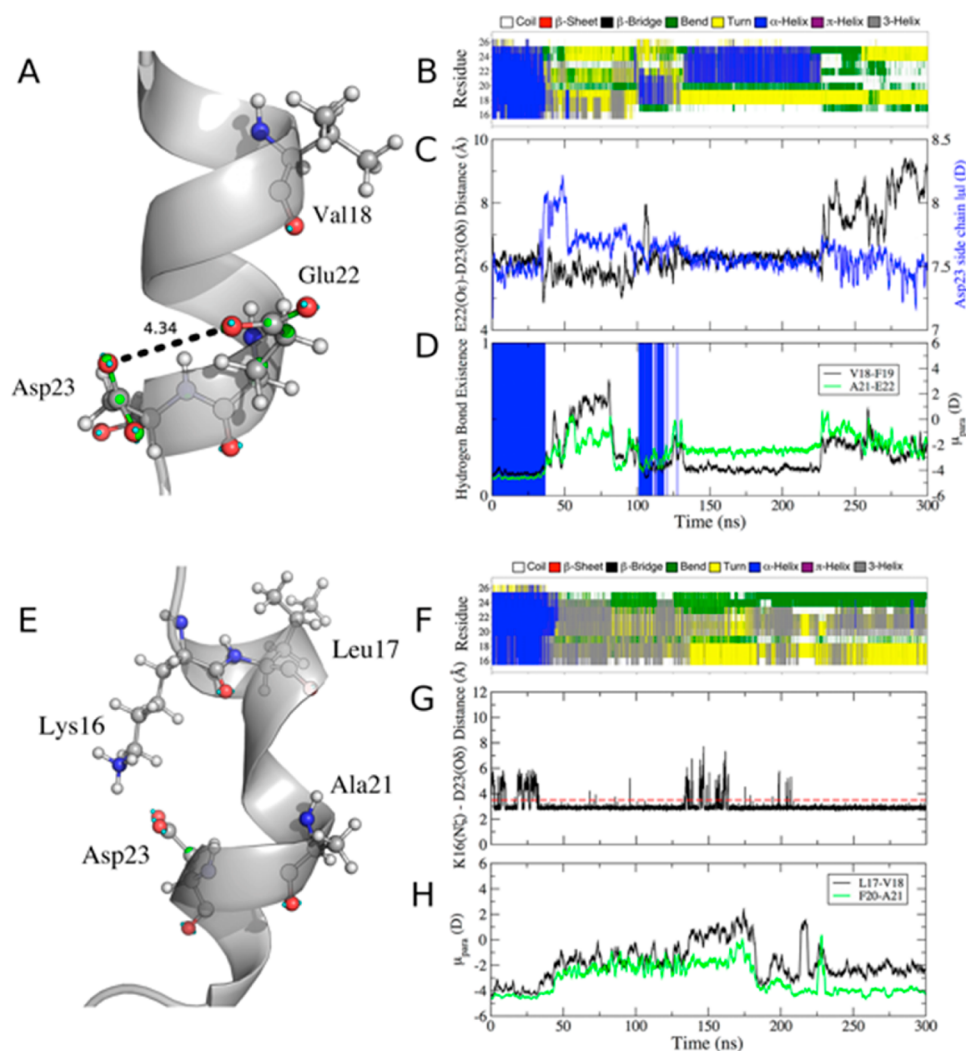 A
Val18
Glu22
4.34
Asp23
B
Coil β-Sheet β-Bridge Bend Turn α-Helix π-Helix 3-Helix
Residue
26
24
22
20
18
16
C
E22(Oε)-D23(Oδ) Distance (Å)
10
8
6
4
8.5
8
7.5
7
Asp23 side chain |μ| (D)
D
Hydrogen Bond Existence
1
0
V18-F19
A21-E22
6
4
2
0
-2
-4
-6
μpara (D)
0 50 100 150 200 250 300
Time (ns)
E
Leu17
Lys16
Ala21
Asp23
F
Coil β-Sheet β-Bridge Bend Turn α-Helix π-Helix 3-Helix
Residue
26
24
22
20
18
16
G
K16(Nζ) - D23(Oδ) Distance (Å)
12
10
8
6
4
2
0
H
L17-V18
F20-A21
μpara (D)
6
4
2
0
-2
-4
-6
0 50 100 150 200 250 300
Time (ns)